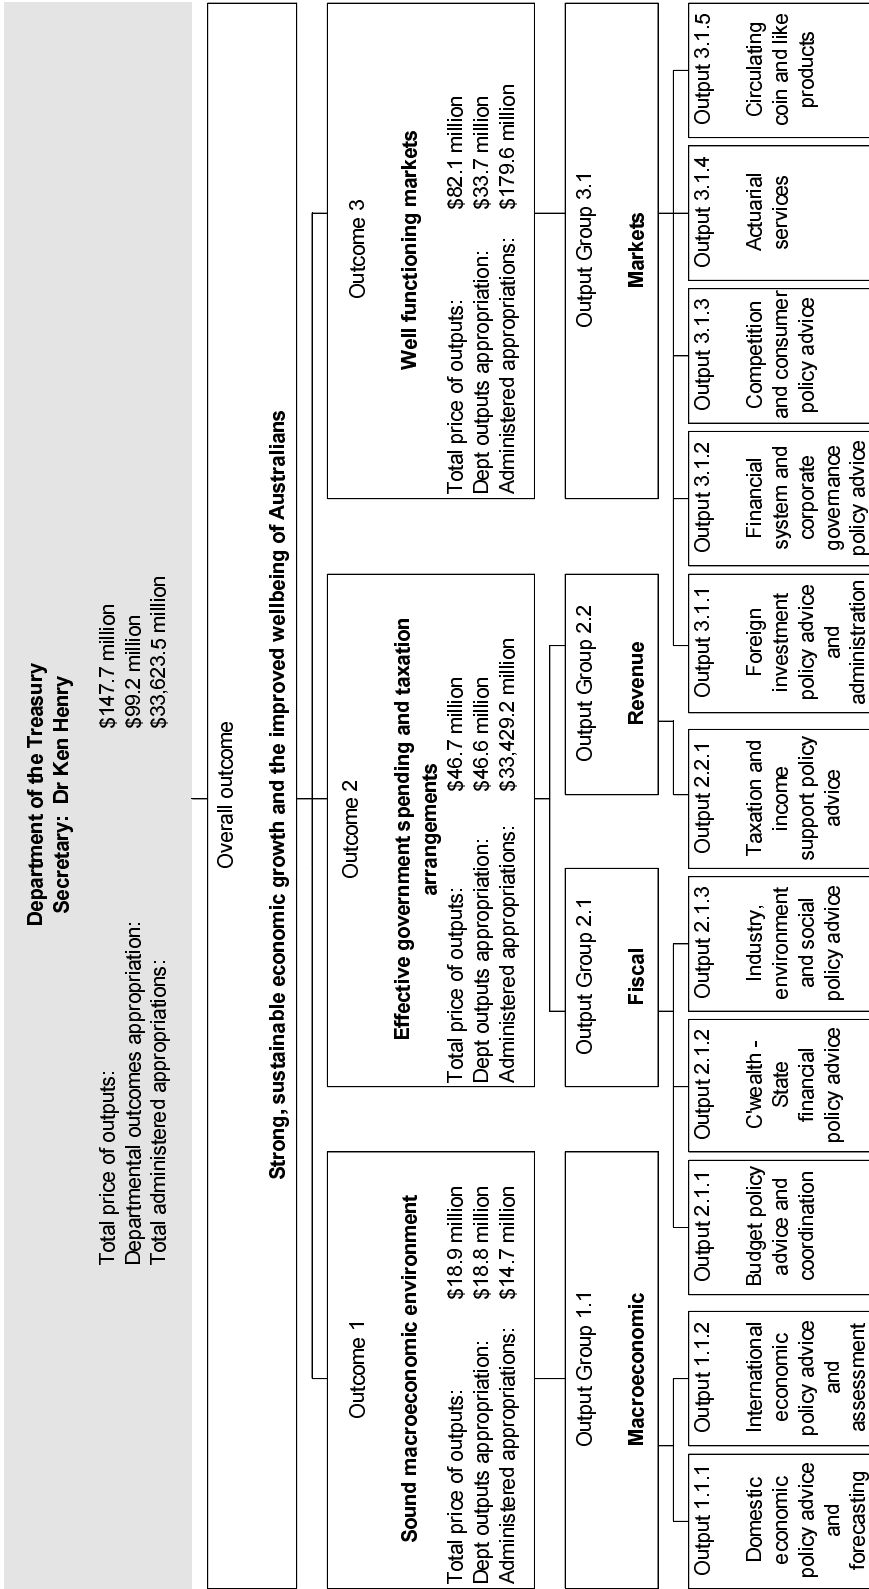 Department of the Treasury
Secretary: Dr Ken Henry
Total price of outputs: $147.7 million
Departmental outcomes appropriation: $99.2 million
Total administered appropriations: $33,623.5 million
Overall outcome
Strong, sustainable economic growth and the improved wellbeing of Australians
Outcome 1
Sound macroeconomic environment
Total price of outputs: $18.9 million
Dept outputs appropriation: $18.8 million
Administered appropriations: $14.7 million
Outcome 2
Effective government spending and taxation
arrangements
Total price of outputs: $46.7 million
Dept outputs appropriation: $46.6 million
Administered appropriations: $33,429.2 million
Outcome 3
Well functioning markets
Total price of outputs: $82.1 million
Dept outputs appropriation: $33.7 million
Administered appropriations: $179.6 million
Output Group 1.1
Macroeconomic
Output Group 2.1
Fiscal
Output Group 2.2
Revenue
Output Group 3.1
Markets
Output 1.1.1
Domestic
economic
policy advice
and
forecasting
Output 1.1.2
International
economic
policy advice
and
assessment
Output 2.1.1
Budget policy
advice and
coordination
Output 2.1.2
C'wealth -
State
financial
policy advice
Output 2.1.3
Industry,
environment
and social
policy advice
Output 2.2.1
Taxation and
income
support policy
advice
Output 3.1.1
Foreign
investment
policy advice
and
administration
Output 3.1.2
Financial
system and
corporate
governance
policy advice
Output 3.1.3
Competition
and consumer
policy advice
Output 3.1.4
Actuarial
services
Output 3.1.5
Circulating
coin and like
products